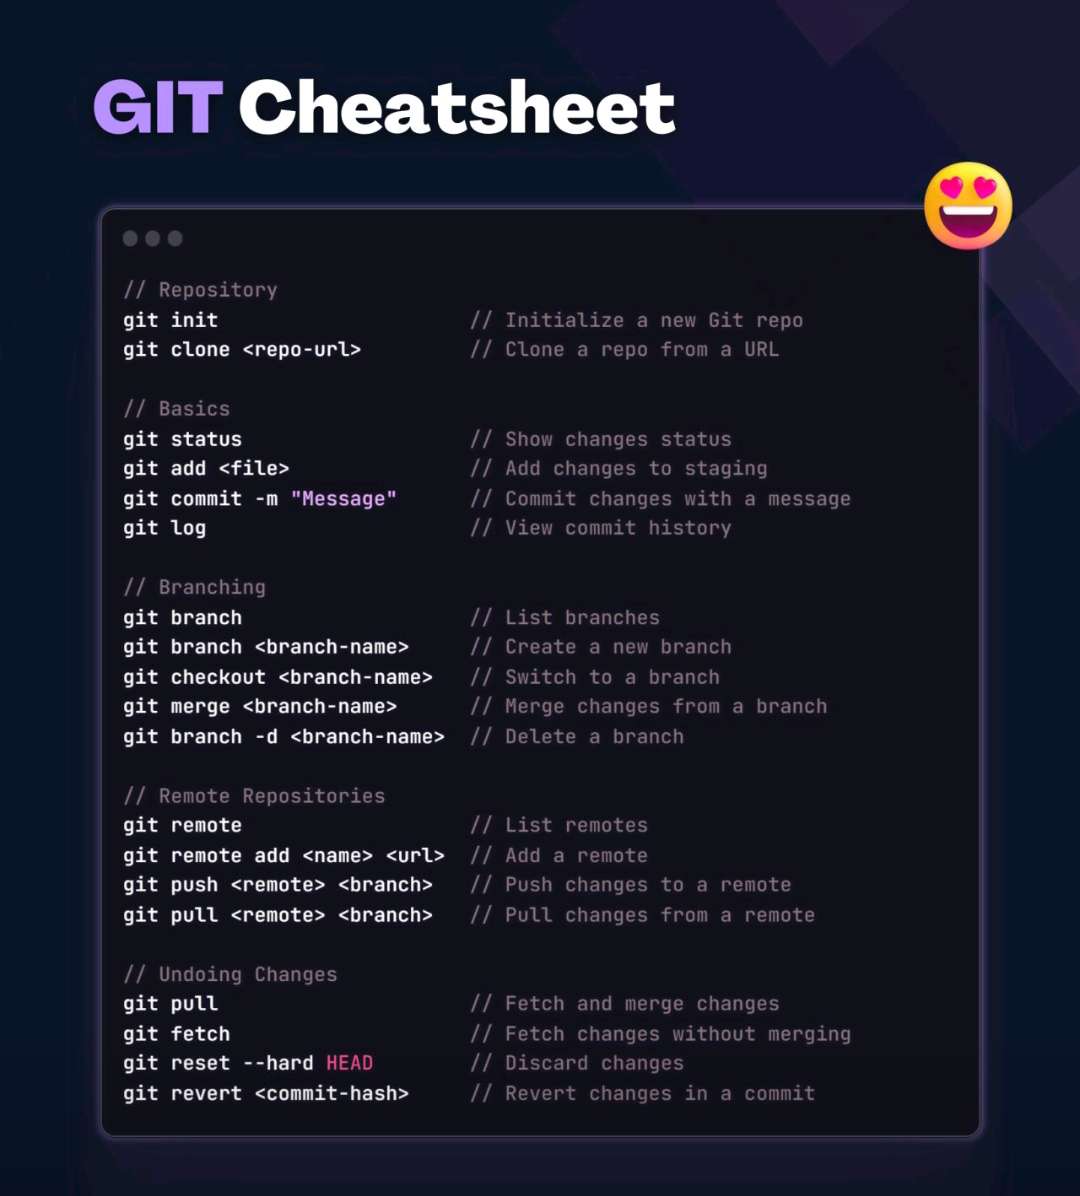 GIT Cheatsheet
// Repository
git init // Initialize a new Git repo
git clone <repo-url> // Clone a repo from a URL
// Basics
git status // Show changes status
git add <file> // Add changes to staging
git commit -m "Message" // Commit changes with a message
git log // View commit history
// Branching
git branch // List branches
git branch <branch-name> // Create a new branch
git checkout <branch-name> // Switch to a branch
git merge <branch-name> // Merge changes from a branch
git branch -d <branch-name> // Delete a branch
// Remote Repositories
git remote // List remotes
git remote add <name> <url> // Add a remote
git push <remote> <branch> // Push changes to a remote
git pull <remote> <branch> // Pull changes from a remote
// Undoing Changes
git pull // Fetch and merge changes
git fetch // Fetch changes without merging
git reset --hard HEAD // Discard changes
git revert <commit-hash> // Revert changes in a commit